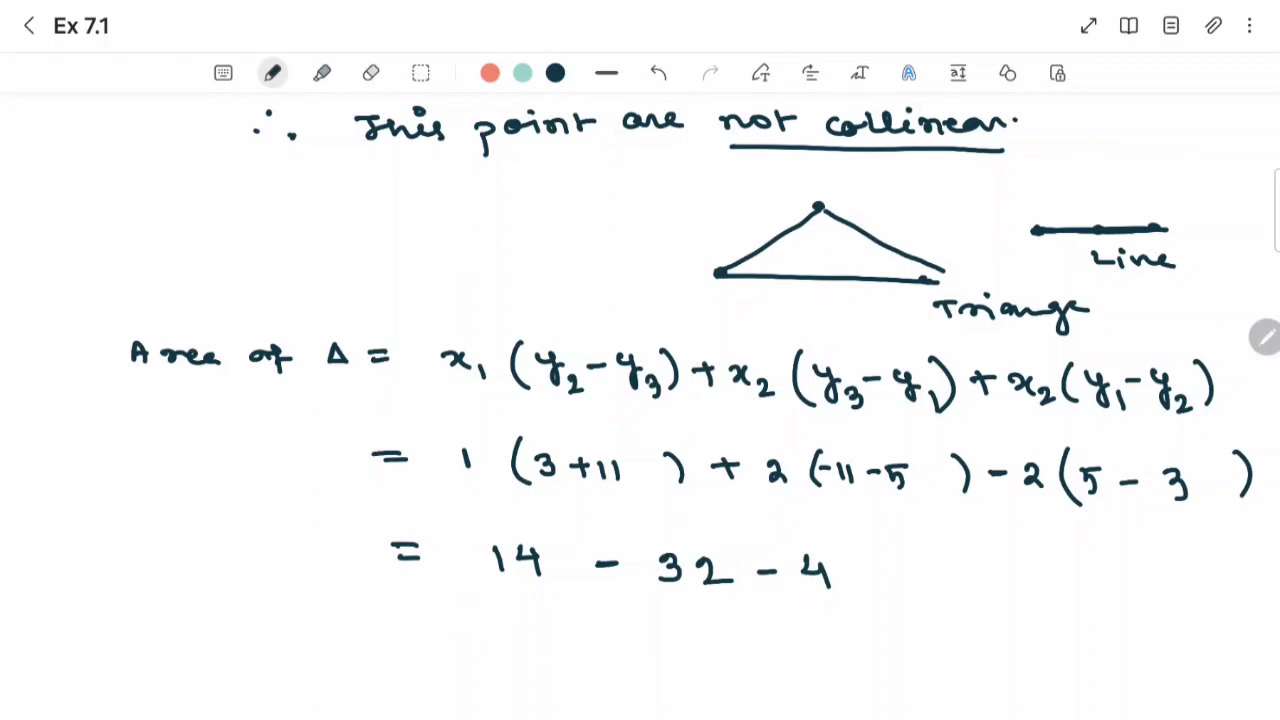 Ex 7.1
∴ This point are not collinear.
Line
Triangle
Area of Δ = x₁ (y₂ - y₃) + x₂ (y₃ - y₁) + x₂ (y₁ - y₂)
= 1 (3 + 11 ) + 2 (-11 - 5 ) - 2 (5 - 3 )
= 14 - 32 - 4